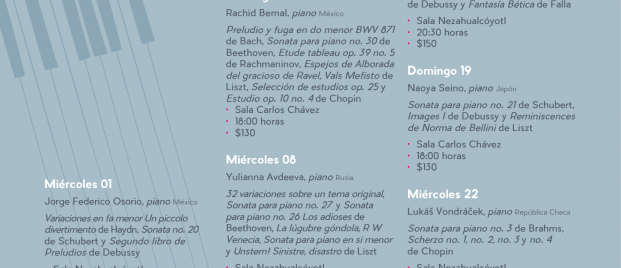 Miércoles 01
Jorge Federico Osorio, piano México
Variaciones en fa menor Un piccolo
divertimento de Haydn, Sonata no. 20
de Schubert y Segundo libro de
Preludios de Debussy
Rachid Bernal, piano México
Preludio y fuga en do menor BWV 871
de Bach, Sonata para piano no. 30 de
Beethoven, Etude tableau op. 39 no. 5
de Rachmaninov, Espejos de Alborada
del gracioso de Ravel, Vals Mefisto de
Liszt, Selección de estudios op. 25 y
Estudio op. 10 no. 4 de Chopin
• Sala Carlos Chávez
• 18:00 horas
• $130
Miércoles 08
Yulianna Avdeeva, piano Rusia
32 variaciones sobre un tema original,
Sonata para piano no. 27 y Sonata
para piano no. 26 Los adioses de
Beethoven, La lúgubre góndola, R W
Venecia, Sonata para piano en si menor
y Unstern! Sinistre, disastro de Liszt
• Sala Nezahualcóyotl
de Debussy y Fantasía Bética de Falla
• Sala Nezahualcóyotl
• 20:30 horas
• $150
Domingo 19
Naoya Seino, piano Japón
Sonata para piano no. 21 de Schubert,
Images I de Debussy y Reminiscences
de Norma de Bellini de Liszt
• Sala Carlos Chávez
• 18:00 horas
• $130
Miércoles 22
Lukáš Vondráček, piano República Checa
Sonata para piano no. 3 de Brahms,
Scherzo no. 1, no. 2, no. 3 y no. 4
de Chopin
• Sala Nezahualcóyotl